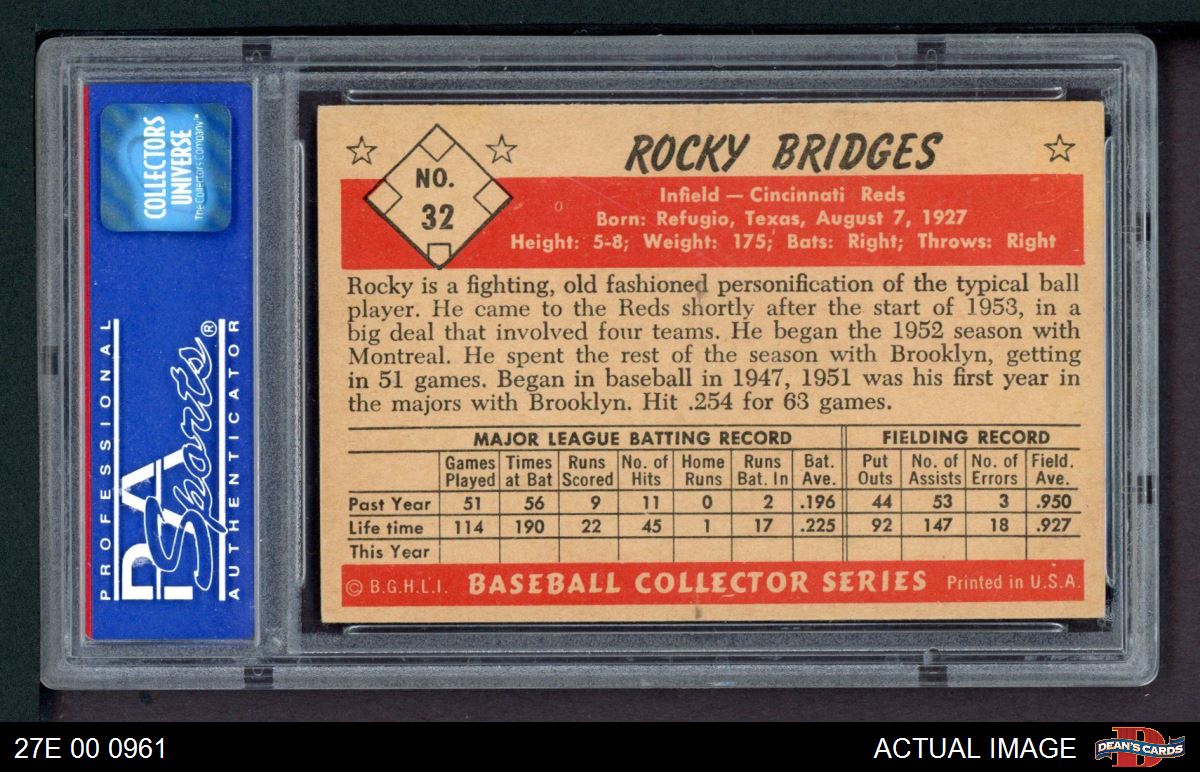 COLLECTORS
UNIVERSE
The Collectors Company™
PROFESSIONAL
PSA
Sports®
AUTHENTICATOR
NO.
32
ROCKY BRIDGES
Infield — Cincinnati Reds
Born: Refugio, Texas, August 7, 1927
Height: 5-8; Weight: 175; Bats: Right; Throws: Right
Rocky is a fighting, old fashioned personification of the typical ball
player. He came to the Reds shortly after the start of 1953, in a
big deal that involved four teams. He began the 1952 season with
Montreal. He spent the rest of the season with Brooklyn, getting
in 51 games. Began in baseball in 1947, 1951 was his first year in
the majors with Brooklyn. Hit .254 for 63 games.
MAJOR LEAGUE BATTING RECORD FIELDING RECORD
Games Times Runs No. of Home Runs Bat. Put No. of No. of Field.
Played at Bat Scored Hits Runs Bat. In Ave. Outs Assists Errors Ave.
Past Year 51 56 9 11 0 2 .196 44 53 3 .950
Life time 114 190 22 45 1 17 .225 92 147 18 .927
This Year
© B.G.H.L.I. BASEBALL COLLECTOR SERIES Printed in U.S.A.
27E 00 0961 ACTUAL IMAGE DEAN'S CARDS